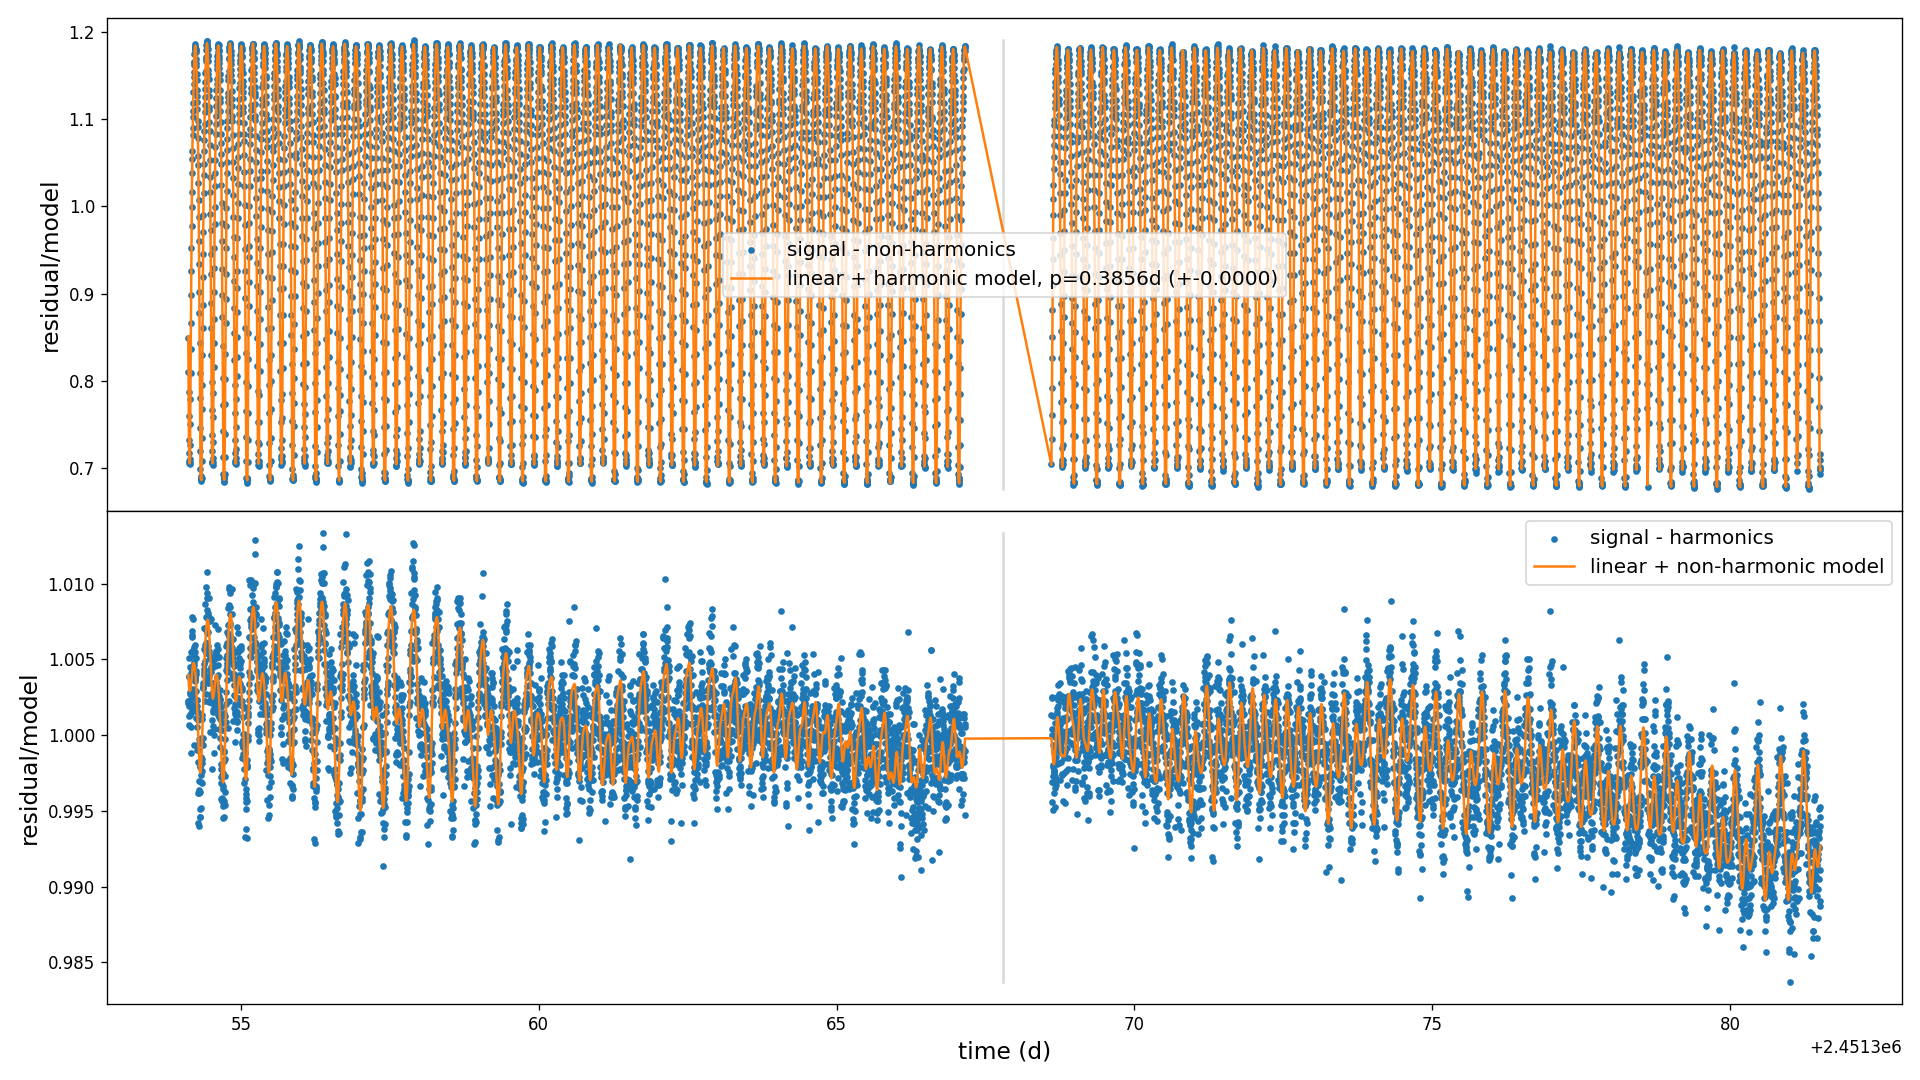 1.2
1.1
1.0
0.9
0.8
0.7
residual/model
signal - non-harmonics
linear + harmonic model, p=0.3856d (+-0.0000)
signal - harmonics
linear + non-harmonic model
1.010
1.005
1.000
0.995
0.990
0.985
residual/model
55 60 65 70 75 80
time (d)
+2.4513e6